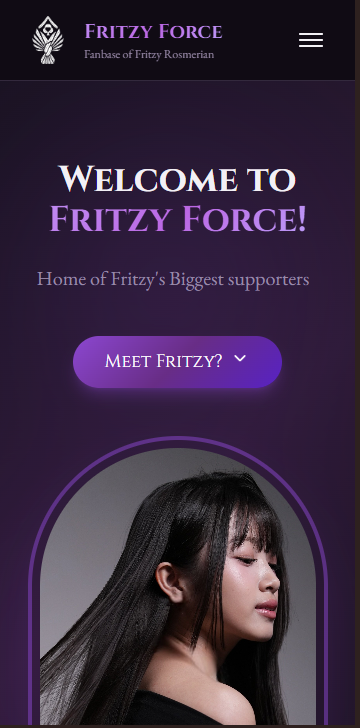 Fritzy Force
Fanbase of Fritzy Rosmerian
Welcome to
Fritzy Force!
Home of Fritzy's Biggest supporters
Meet Fritzy?